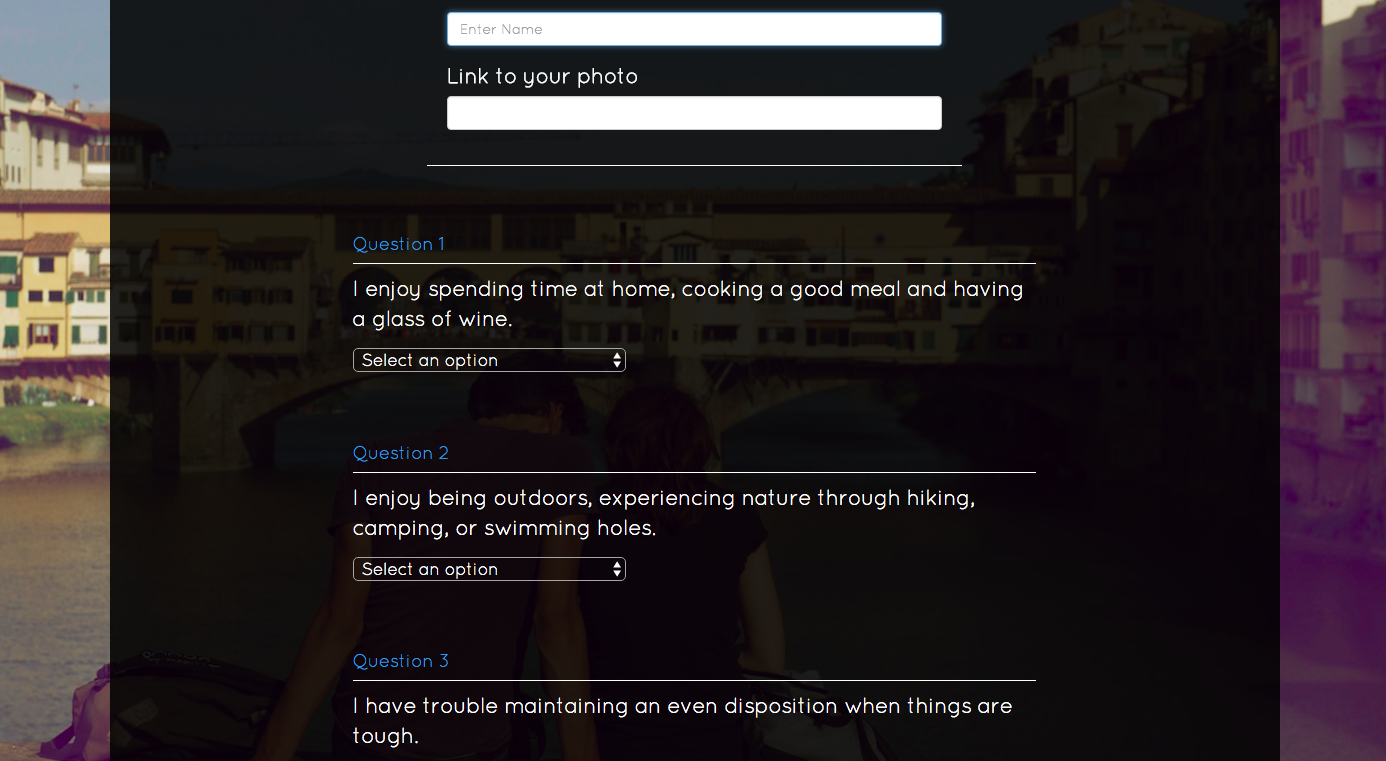 Enter Name
Link to your photo
Question 1
I enjoy spending time at home, cooking a good meal and having
a glass of wine.
Select an option
Question 2
I enjoy being outdoors, experiencing nature through hiking,
camping, or swimming holes.
Select an option
Question 3
I have trouble maintaining an even disposition when things are
tough.